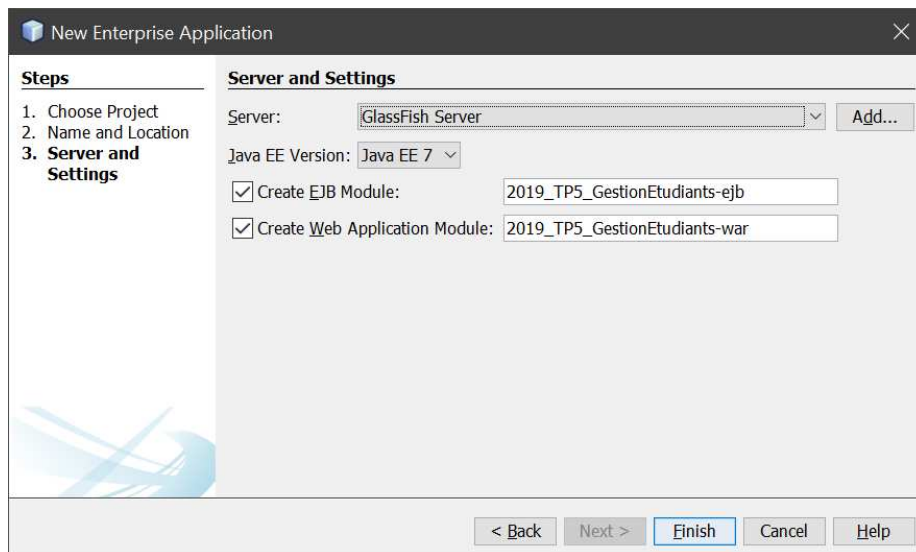 New Enterprise Application
Steps
1. Choose Project
2. Name and Location
3. Server and
Settings
Server and Settings
Server: GlassFish Server Add...
Java EE Version: Java EE 7
Create EJB Module: 2019_TP5_GestionEtudiants-ejb
Create Web Application Module: 2019_TP5_GestionEtudiants-war
< Back Next > Finish Cancel Help